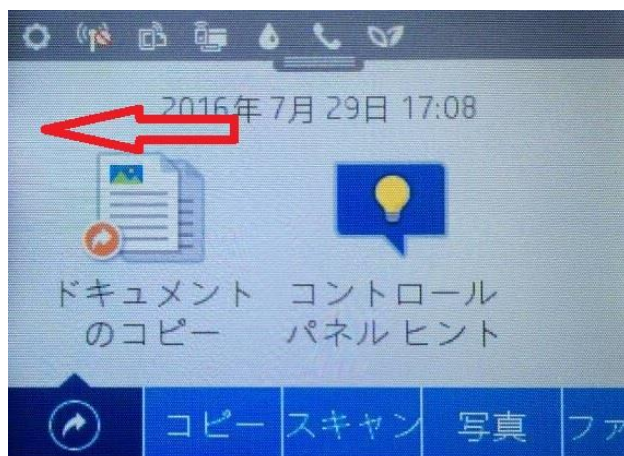 2016年 7月 29日 17:08
ドキュメント
のコピー
コントロール
パネル ヒント
コピー
スキャン
写真
ファ